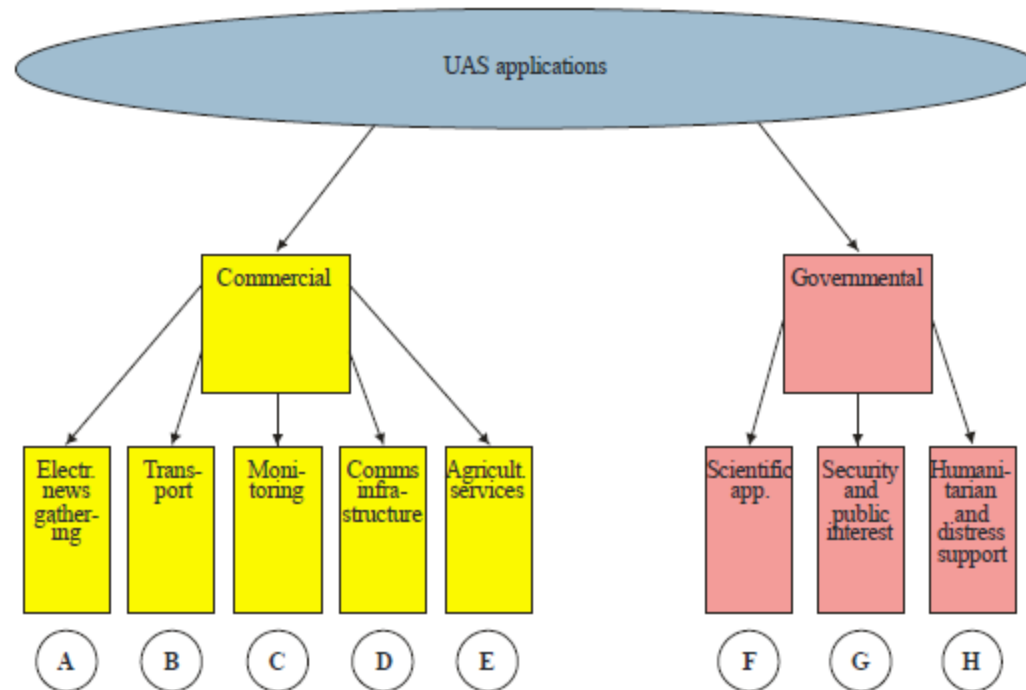 UAS applications
Commercial
Governmental
Electr.
news
gather-
ing
Trans-
port
Moni-
toring
Comms
infra-
structure
Agricult.
services
Scientific
app.
Security
and
public
interest
Humani-
tarian
and
distress
support
A
B
C
D
E
F
G
H